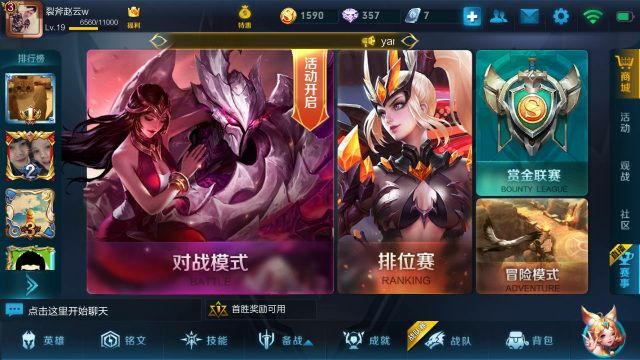 裂斧赵云w
Lv.19 6560/11000
福利
特惠
1590
357
7
yai
排行榜
1
2
3
活动开启
对战模式
BATTLE
排位赛
RANKING
赏金联赛
BOUNTY LEAGUE
冒险模式
ADVENTURE
商城
活动
观战
社区
赛事
点击这里开始聊天
首胜奖励可用
英雄
铭文
技能
备战
成就
战队
背包